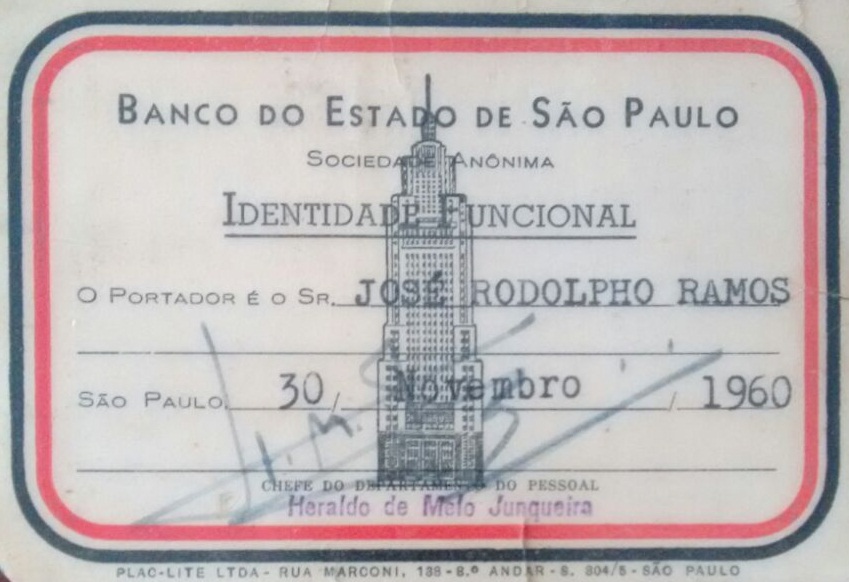 BANCO DO ESTADO DE SÃO PAULO
SOCIEDADE ANÔNIMA
IDENTIDADE FUNCIONAL
O PORTADOR É O SR. JOSÉ RODOLPHO RAMOS
SÃO PAULO, 30 / Novembro / 1960
CHEFE DO DEPARTAMENTO DO PESSOAL
Heraldo de Melo Junqueira
PLAC-LITE LTDA - RUA MARCONI, 138 - 8.º ANDAR - S. 804/5 - SÃO PAULO